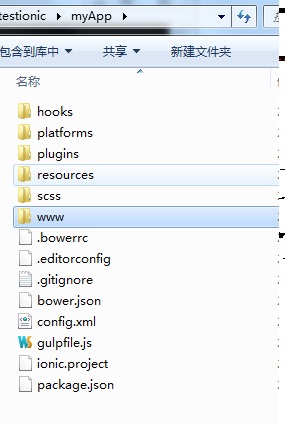 testionic ▸ myApp ▸
包含到库中 共享 新建文件夹
名称
hooks
platforms
plugins
resources
scss
www
.bowerrc
.editorconfig
.gitignore
bower.json
config.xml
gulpfile.js
ionic.project
package.json